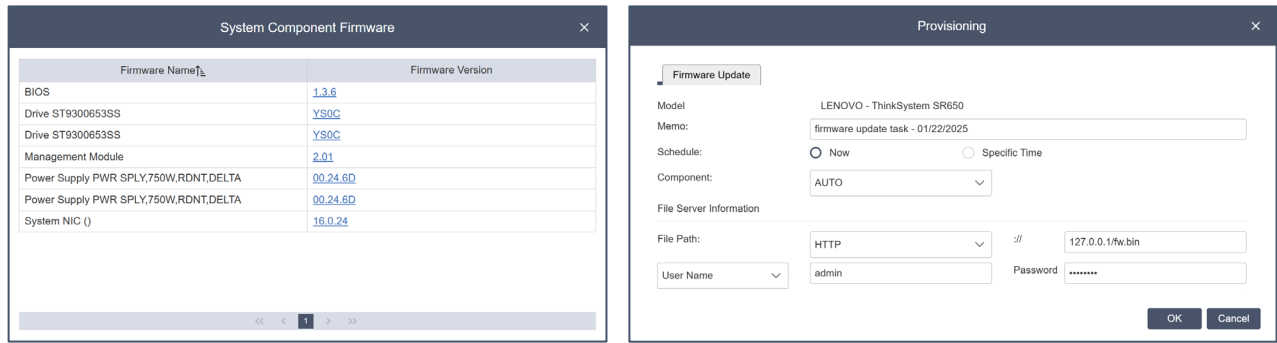 System Component Firmware
Firmware Name Firmware Version
BIOS 1.3.6
Drive ST9300653SS YS0C
Drive ST9300653SS YS0C
Management Module 2.01
Power Supply PWR SPLY,750W,RDNT,DELTA 00.24.6D
Power Supply PWR SPLY,750W,RDNT,DELTA 00.24.6D
System NIC () 16.0.24
1
Provisioning
Firmware Update
Model LENOVO - ThinkSystem SR650
Memo: firmware update task - 01/22/2025
Schedule: Now Specific Time
Component: AUTO
File Server Information
File Path: HTTP :// 127.0.0.1/fw.bin
User Name admin Password ••••••••
OK Cancel